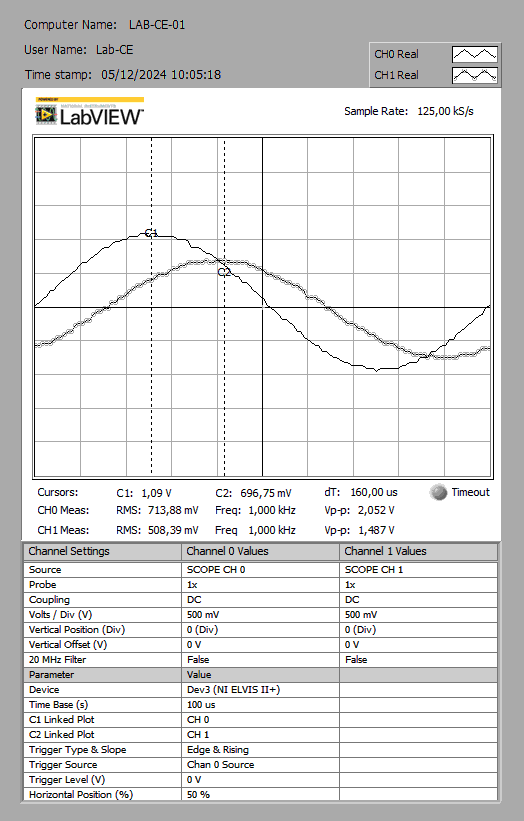 Computer Name: LAB-CE-01
User Name: Lab-CE
Time stamp: 05/12/2024 10:05:18
CH0 Real
CH1 Real
POWERED BY
NATIONAL INSTRUMENTS
LabVIEW™
Sample Rate: 125,00 kS/s
C1
C2
Cursors: C1: 1,09 V C2: 696,75 mV dT: 160,00 us Timeout
CH0 Meas: RMS: 713,88 mV Freq: 1,000 kHz Vp-p: 2,052 V
CH1 Meas: RMS: 508,39 mV Freq 1,000 kHz Vp-p: 1,487 V
Channel Settings Channel 0 Values Channel 1 Values
Source SCOPE CH 0 SCOPE CH 1
Probe 1x 1x
Coupling DC DC
Volts / Div (V) 500 mV 500 mV
Vertical Position (Div) 0 (Div) 0 (Div)
Vertical Offset (V) 0 V 0 V
20 MHz Filter False False
Parameter Value
Device Dev3 (NI ELVIS II+)
Time Base (s) 100 us
C1 Linked Plot CH 0
C2 Linked Plot CH 1
Trigger Type & Slope Edge & Rising
Trigger Source Chan 0 Source
Trigger Level (V) 0 V
Horizontal Position (%) 50 %